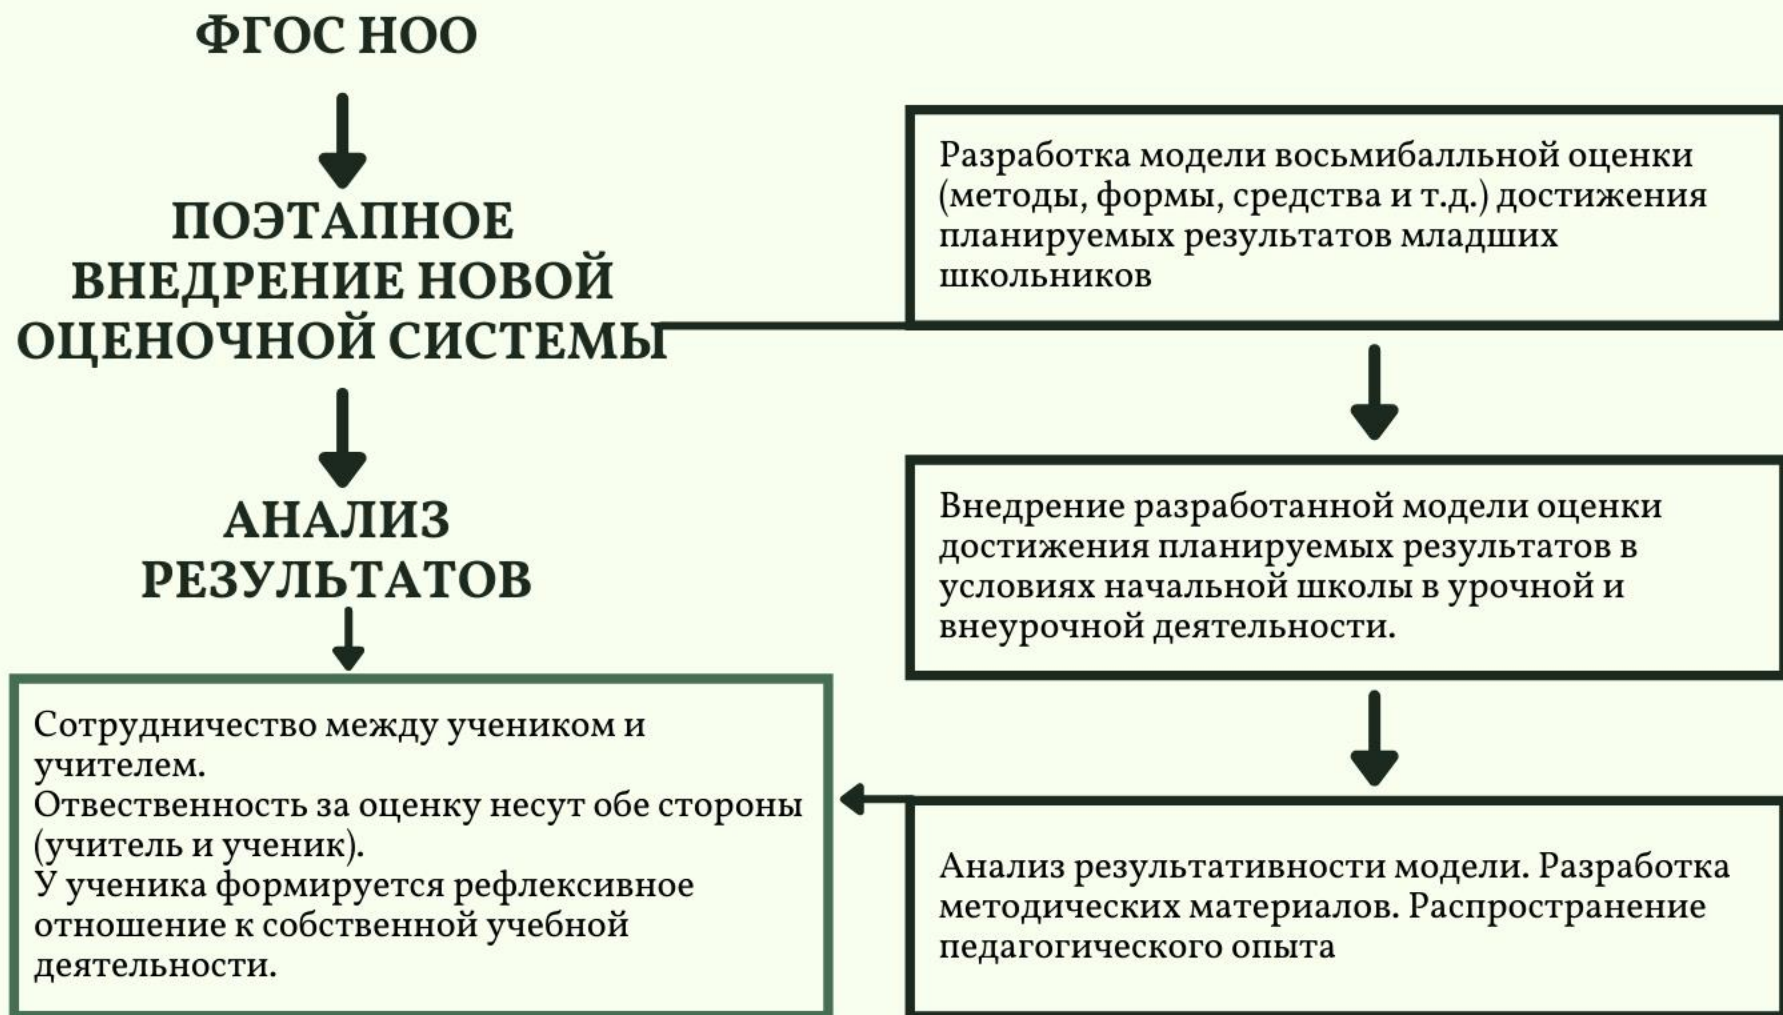 ФГОС НОО
ПОЭТАПНОЕ
ВНЕДРЕНИЕ НОВОЙ
ОЦЕНОЧНОЙ СИСТЕМЫ
АНАЛИЗ
РЕЗУЛЬТАТОВ
Сотрудничество между учеником и
учителем.
Отвественность за оценку несут обе стороны
(учитель и ученик).
У ученика формируется рефлексивное
отношение к собственной учебной
деятельности.
Разработка модели восьмибалльной оценки
(методы, формы, средства и т.д.) достижения
планируемых результатов младших
школьников
Внедрение разработанной модели оценки
достижения планируемых результатов в
условиях начальной школы в урочной и
внеурочной деятельности.
Анализ результативности модели. Разработка
методических материалов. Распространение
педагогического опыта